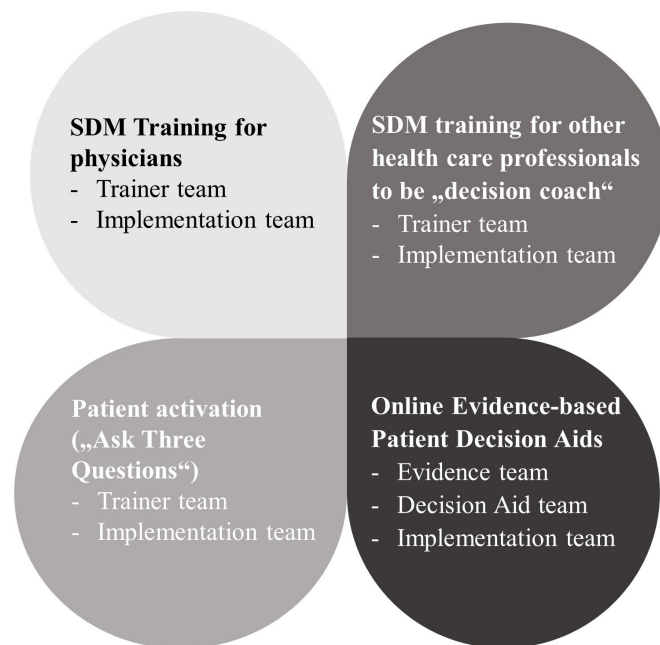 SDM Training for
physicians
- Trainer team
- Implementation team
SDM training for other
health care professionals
to be „decision coach“
- Trainer team
- Implementation team
Patient activation
(„Ask Three
Questions“)
- Trainer team
- Implementation team
Online Evidence-based
Patient Decision Aids
- Evidence team
- Decision Aid team
- Implementation team